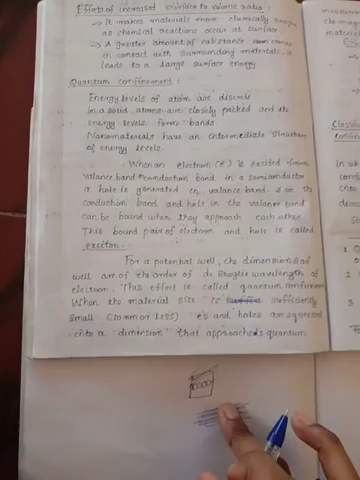 Effects of increased surface to volume ratio :
→ It makes materials more chemically
as chemical reactions occur at surface.
→ A greater amount of substance comes
in contact with surrounding materials. it
leads to a large surface energy
Quantum confinement :
Energy levels of atom are discrete
in a solid atoms are closely packed and the
energy levels form bands
Nanomaterials have an intermediate structure
of energy levels.
When an electron (e⁻) is excited from
valance band to conduction band in a semiconductor
a hole is generated in valance band. e⁻ in the
conduction band and hole in the valance band
can be bound when they approach each other.
This bound pair of electron and hole is called
exciton.
For a potential well, the dimensions of
well are of the order of de Broglie wavelength of
electron. This effect is called quantum confinement
When the material size is sufficiently
small (10nm or less) e⁻s and holes are squeezed
into a "dimension" that approaches quantum